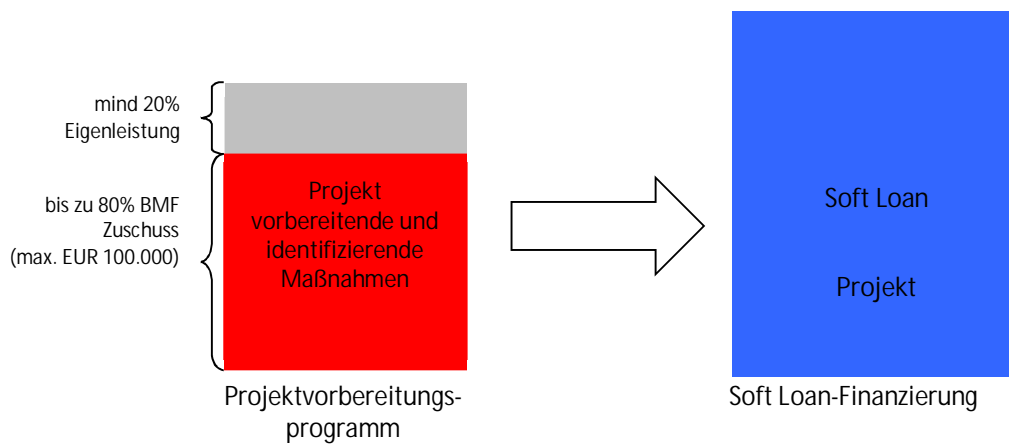 mind 20%
Eigenleistung
bis zu 80% BMF
Zuschuss
(max. EUR 100.000)
Projekt
vorbereitende und
identifizierende
Maßnahmen
Projektvorbereitungs-
programm
Soft Loan
Projekt
Soft Loan-Finanzierung